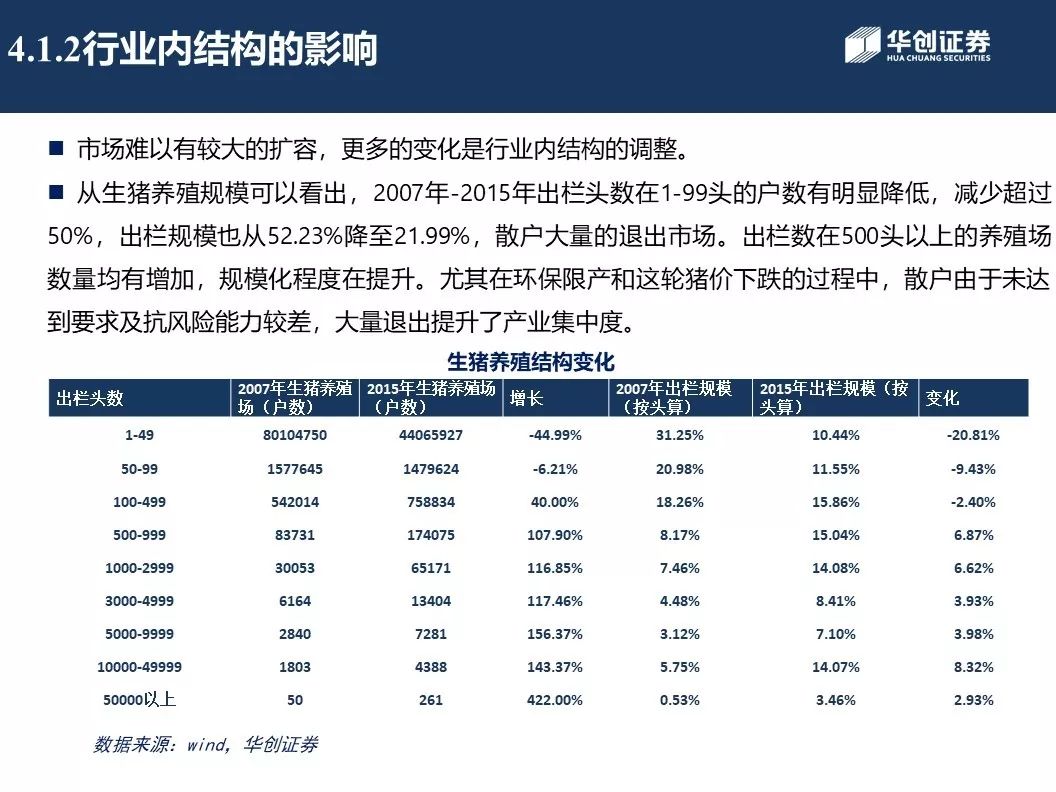 4.1.2行业内结构的影响
华创证券
HUA CHUANG SECURITIES
■ 市场难以有较大的扩容，更多的变化是行业内结构的调整。
■ 从生猪养殖规模可以看出，2007年-2015年出栏头数在1-99头的户数有明显降低，减少超过
50%，出栏规模也从52.23%降至21.99%，散户大量的退出市场。出栏数在500头以上的养殖场
数量均有增加，规模化程度在提升。尤其在环保限产和这轮猪价下跌的过程中，散户由于未达
到要求及抗风险能力较差，大量退出提升了产业集中度。
生猪养殖结构变化
出栏头数 2007年生猪养殖场（户数） 2015年生猪养殖场（户数） 增长 2007年出栏规模（按头算） 2015年出栏规模（按头算） 变化
1-49 80104750 44065927 -44.99% 31.25% 10.44% -20.81%
50-99 1577645 1479624 -6.21% 20.98% 11.55% -9.43%
100-499 542014 758834 40.00% 18.26% 15.86% -2.40%
500-999 83731 174075 107.90% 8.17% 15.04% 6.87%
1000-2999 30053 65171 116.85% 7.46% 14.08% 6.62%
3000-4999 6164 13404 117.46% 4.48% 8.41% 3.93%
5000-9999 2840 7281 156.37% 3.12% 7.10% 3.98%
10000-49999 1803 4388 143.37% 5.75% 14.07% 8.32%
50000以上 50 261 422.00% 0.53% 3.46% 2.93%
数据来源：wind，华创证券